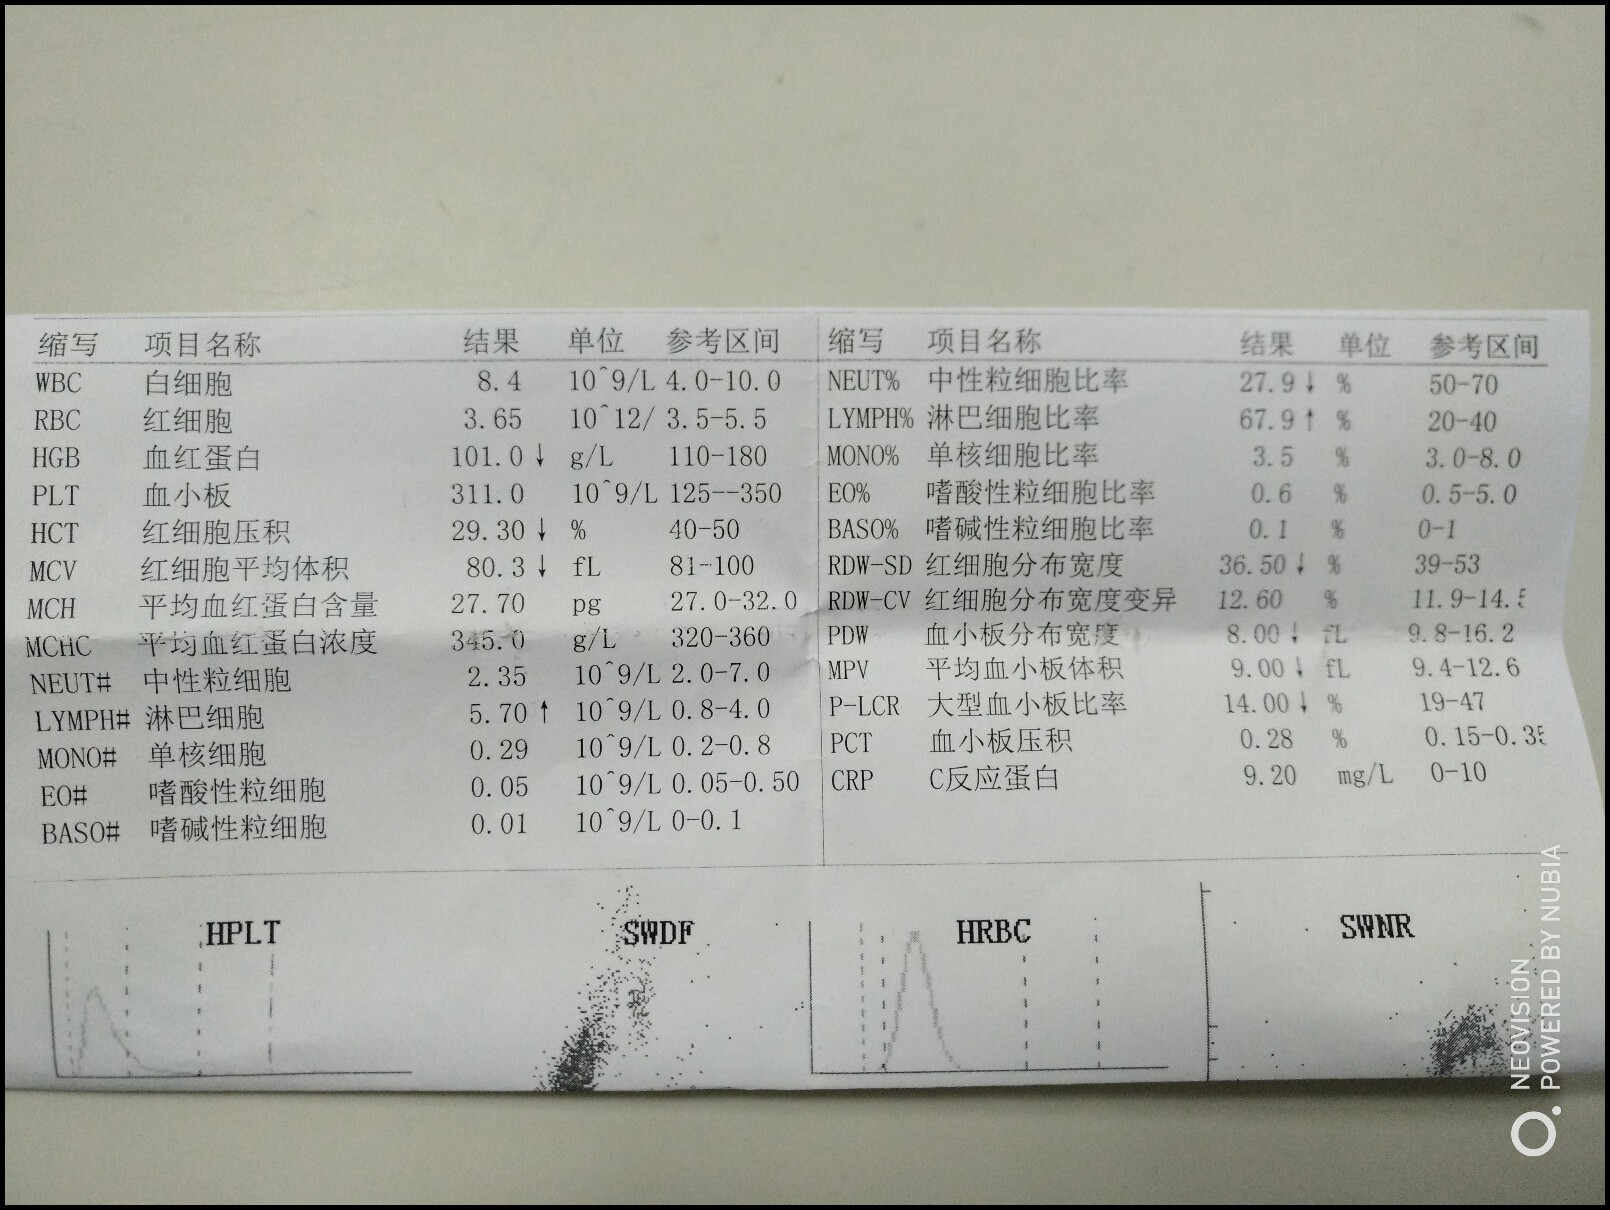 缩写 项目名称 结果 单位 参考区间
WBC 白细胞 8.4 10^9/L 4.0-10.0
RBC 红细胞 3.65 10^12/ 3.5-5.5
HGB 血红蛋白 101.0↓ g/L 110-180
PLT 血小板 311.0 10^9/L 125--350
HCT 红细胞压积 29.30↓ % 40-50
MCV 红细胞平均体积 80.3↓ fL 81-100
MCH 平均血红蛋白含量 27.70 pg 27.0-32.0
MCHC 平均血红蛋白浓度 345.0 g/L 320-360
NEUT# 中性粒细胞 2.35 10^9/L 2.0-7.0
LYMPH# 淋巴细胞 5.70↑ 10^9/L 0.8-4.0
MONO# 单核细胞 0.29 10^9/L 0.2-0.8
EO# 嗜酸性粒细胞 0.05 10^9/L 0.05-0.50
BASO# 嗜碱性粒细胞 0.01 10^9/L 0-0.1
缩写 项目名称 结果 单位 参考区间
NEUT% 中性粒细胞比率 27.9↓ % 50-70
LYMPH% 淋巴细胞比率 67.9↑ % 20-40
MONO% 单核细胞比率 3.5 % 3.0-8.0
EO% 嗜酸性粒细胞比率 0.6 % 0.5-5.0
BASO% 嗜碱性粒细胞比率 0.1 % 0-1
RDW-SD 红细胞分布宽度 36.50↓ % 39-53
RDW-CV 红细胞分布宽度变异 12.60 % 11.9-14.
PDW 血小板分布宽度 8.00↓ fL 9.8-16.2
MPV 平均血小板体积 9.00↓ fL 9.4-12.6
P-LCR 大型血小板比率 14.00↓ % 19-47
PCT 血小板压积 0.28 % 0.15-0.35
CRP C反应蛋白 9.20 mg/L 0-10
HPLT SWDF HRBC SWNR
NEOVISION
POWERED BY NUBIA